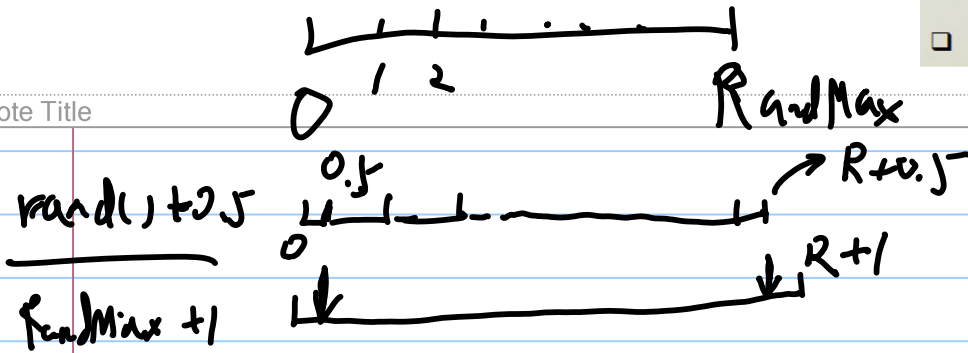 0 1 2 RandMax
ote Title
0.5 R+0.5
rand()+0.5
0 R+1
RandMax +1